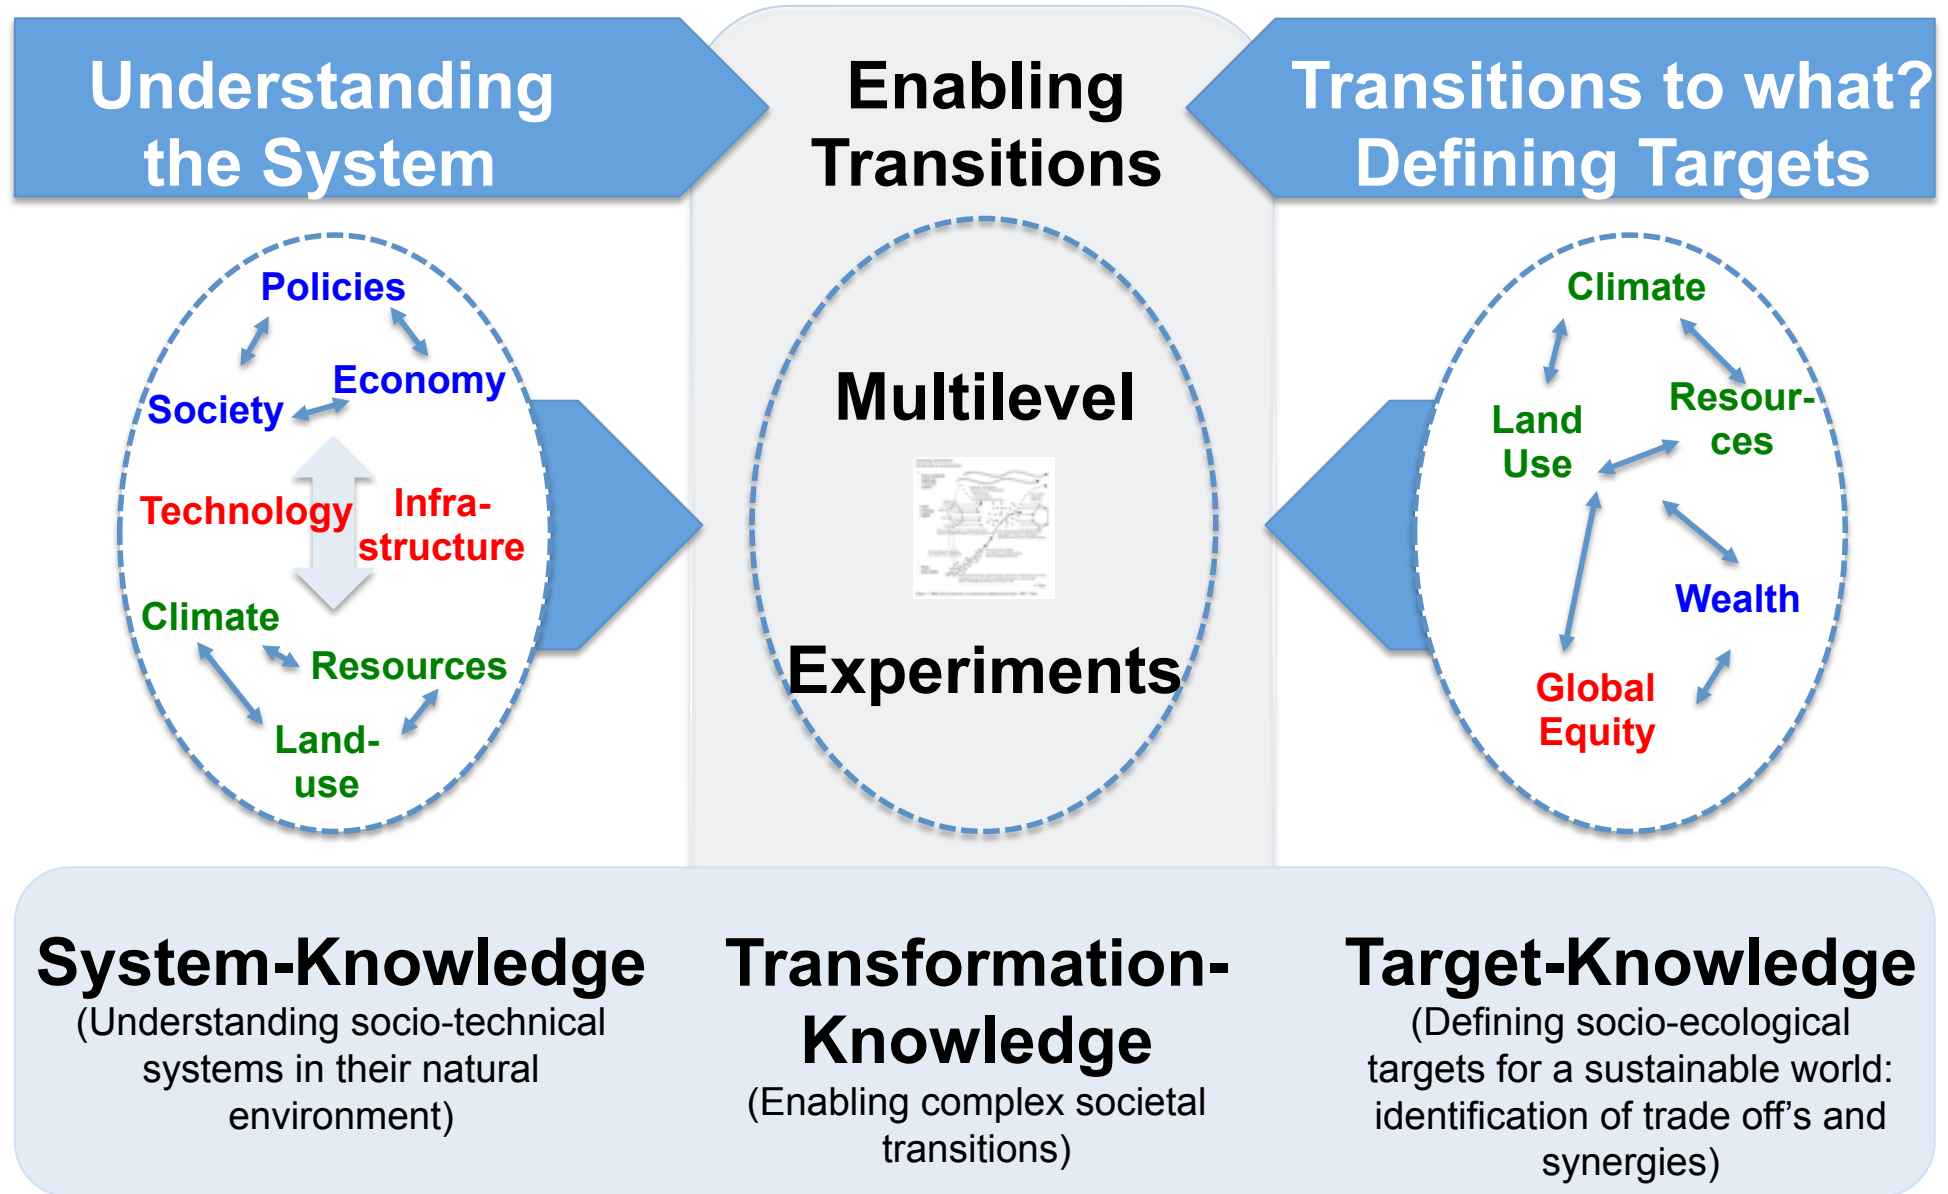 Understanding
the System
Enabling
Transitions
Transitions to what?
Defining Targets
Policies
Economy
Society
Technology
Infra-
structure
Climate
Resources
Land-
use
Multilevel
Experiments
Climate
Resour-
ces
Land
Use
Wealth
Global
Equity
System-Knowledge
(Understanding socio-technical
systems in their natural
environment)
Transformation-
Knowledge
(Enabling complex societal
transitions)
Target-Knowledge
(Defining socio-ecological
targets for a sustainable world:
identification of trade off’s and
synergies)